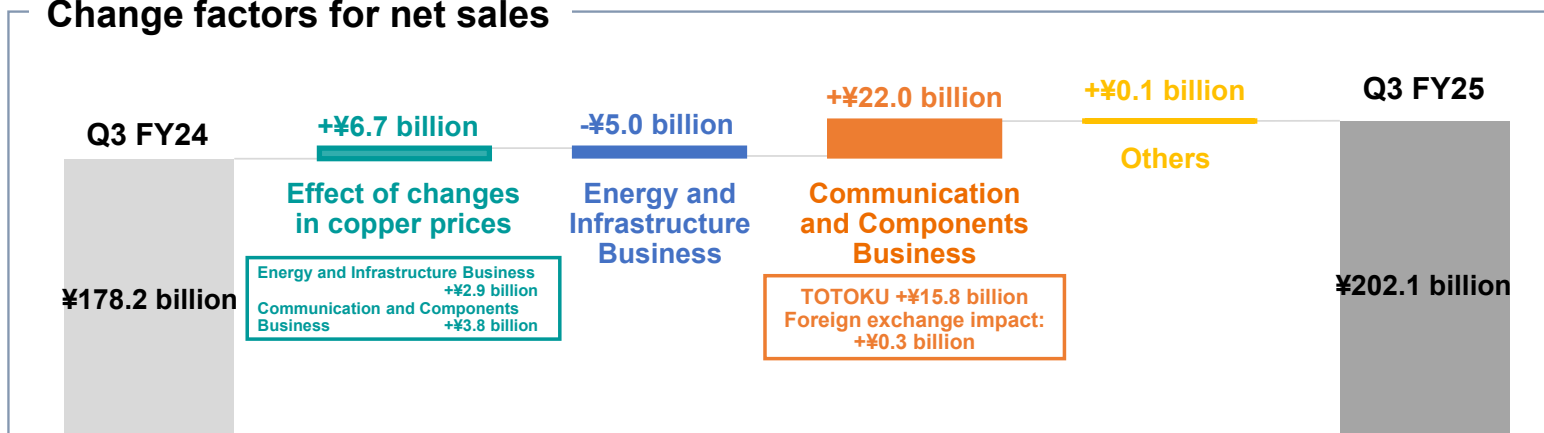 Change factors for net sales
Q3 FY24
¥178.2 billion
+¥6.7 billion
Effect of changes
in copper prices
Energy and Infrastructure Business
+¥2.9 billion
Communication and Components
Business +¥3.8 billion
-¥5.0 billion
Energy and
Infrastructure
Business
+¥22.0 billion
Communication
and Components
Business
TOTOKU +¥15.8 billion
Foreign exchange impact:
+¥0.3 billion
+¥0.1 billion
Others
Q3 FY25
¥202.1 billion